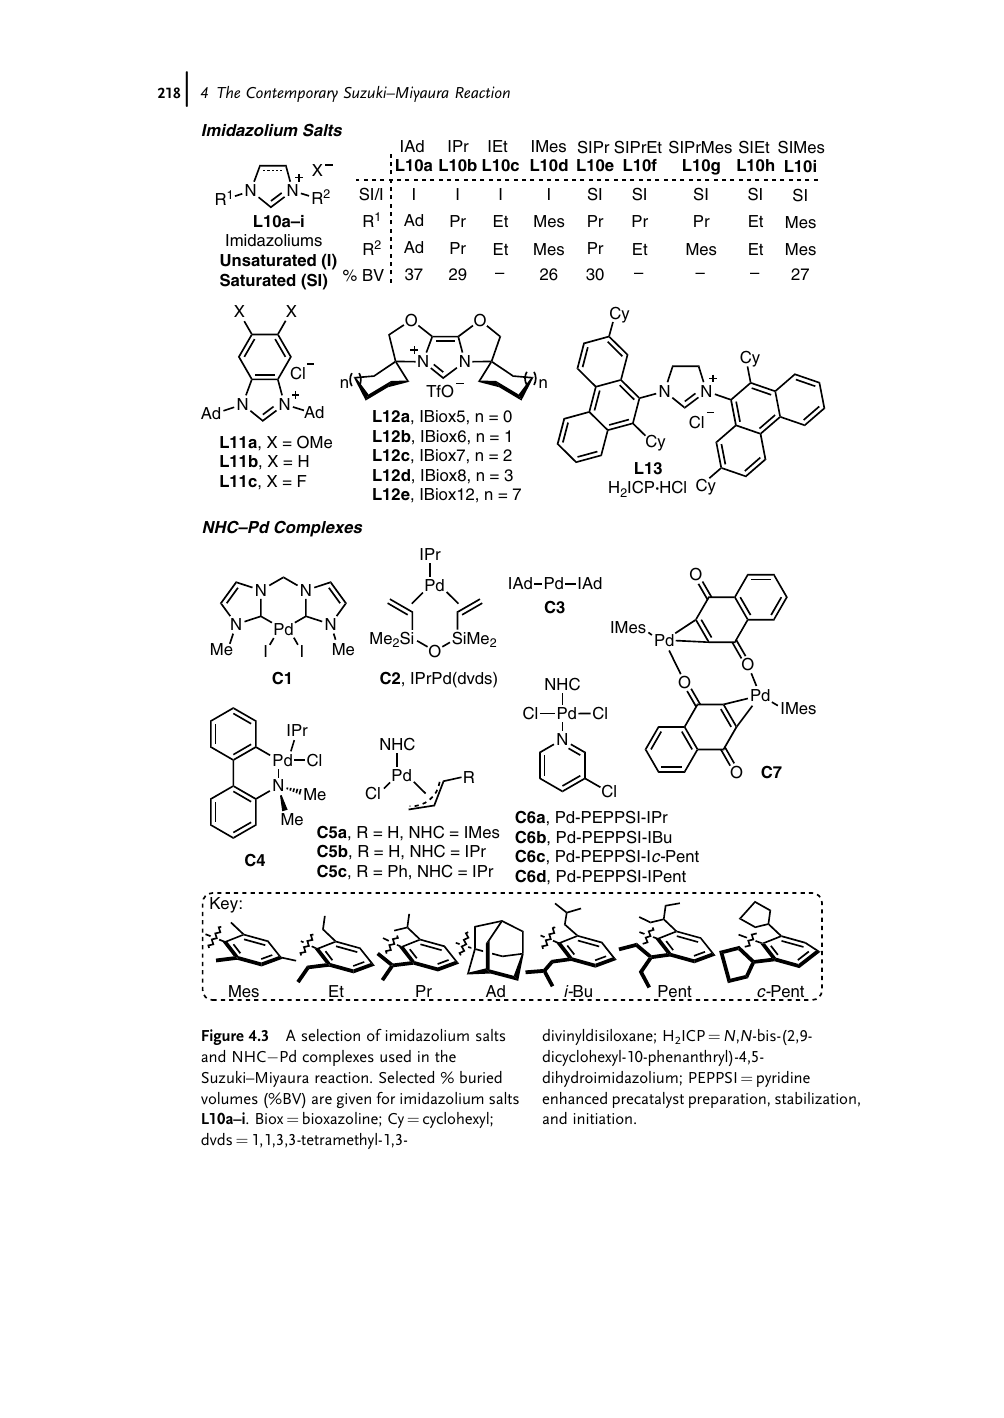 218 4 The Contemporary Suzuki–Miyaura Reaction
Imidazolium Salts
IAd IPr IEt IMes SIPr SIPrEt SIPrMes SIEt SIMes
L10a L10b L10c L10d L10e L10f L10g L10h L10i
SI/I I I I I SI SI SI SI SI
R1 Ad Pr Et Mes Pr Pr Pr Et Mes
R2 Ad Pr Et Mes Pr Et Mes Et Mes
% BV 37 29 – 26 30 – – – 27
X–
R1 N N + R2
L10a–i
Imidazoliums
Unsaturated (I)
Saturated (SI)
X X
Cl–
Ad N N + Ad
L11a, X = OMe
L11b, X = H
L11c, X = F
O O
+ N N
n( )n
TfO–
L12a, IBiox5, n = 0
L12b, IBiox6, n = 1
L12c, IBiox7, n = 2
L12d, IBiox8, n = 3
L12e, IBiox12, n = 7
Cy
Cy
N N +
Cl–
Cy
L13
H2ICP·HCl Cy
NHC–Pd Complexes
N N
N Pd N
Me I I Me
C1
IPr
Pd
Me2Si O SiMe2
C2, IPrPd(dvds)
IAd–Pd–IAd
C3
O
IMes Pd
O
O Pd
IMes
O C7
IPr
Pd–Cl
N Me
Me
C4
NHC
Pd R
Cl
C5a, R = H, NHC = IMes
C5b, R = H, NHC = IPr
C5c, R = Ph, NHC = IPr
NHC
Cl–Pd–Cl
N
Cl
C6a, Pd-PEPPSI-IPr
C6b, Pd-PEPPSI-IBu
C6c, Pd-PEPPSI-Ic-Pent
C6d, Pd-PEPPSI-IPent
Key:
Mes Et Pr Ad i-Bu Pent c-Pent
Figure 4.3 A selection of imidazolium salts
and NHC–Pd complexes used in the
Suzuki–Miyaura reaction. Selected % buried
volumes (%BV) are given for imidazolium salts
L10a–i. Biox = bioxazoline; Cy = cyclohexyl;
dvds = 1,1,3,3-tetramethyl-1,3-
divinyldisiloxane; H2ICP = N,N-bis-(2,9-
dicyclohexyl-10-phenanthryl)-4,5-
dihydroimidazolium; PEPPSI = pyridine
enhanced precatalyst preparation, stabilization,
and initiation.